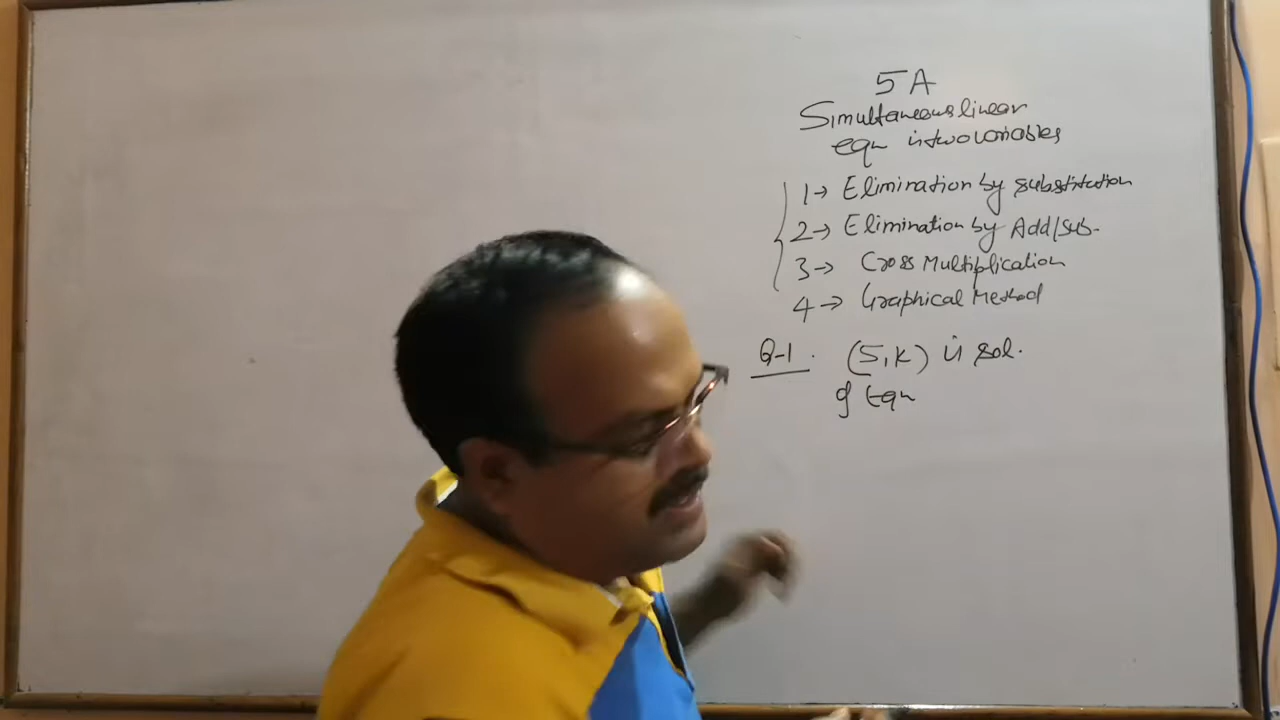 5A
Simultaneous linear
eqn in two variables
1→ Elimination by substitution
2→ Elimination by Add/sub.
3→ Cross Multiplication
4→ Graphical Method
Q-1. (5,K) is sol.
of Eqn